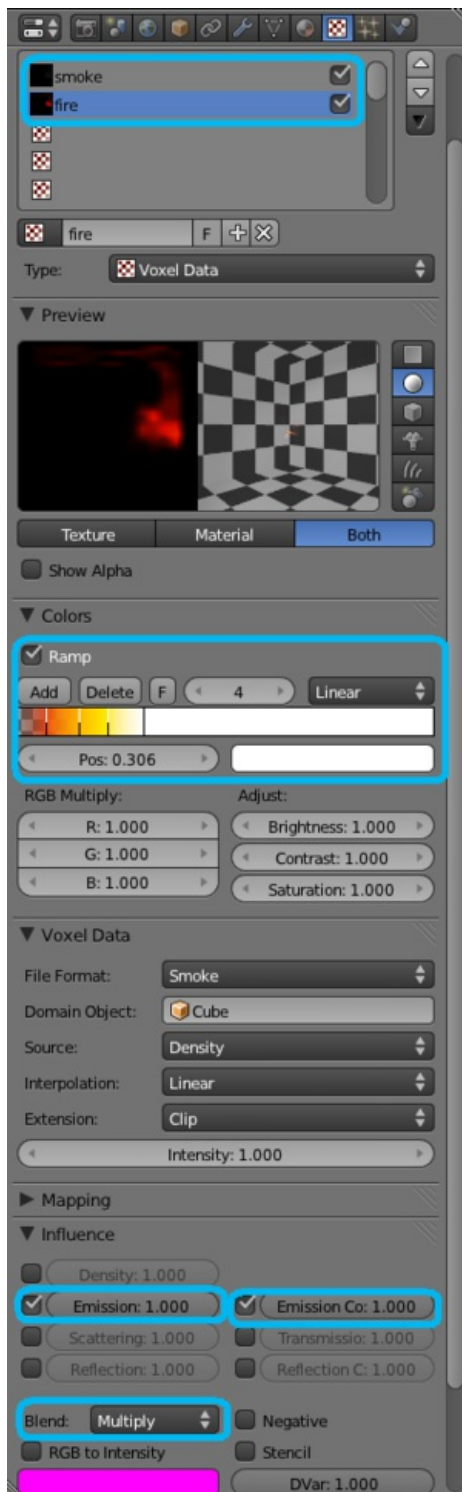 smoke
fire
fire F
Type: Voxel Data
Preview
Texture Material Both
Show Alpha
Colors
Ramp
Add Delete F 4 Linear
Pos: 0.306
RGB Multiply: Adjust:
R: 1.000 Brightness: 1.000
G: 1.000 Contrast: 1.000
B: 1.000 Saturation: 1.000
Voxel Data
File Format: Smoke
Domain Object: Cube
Source: Density
Interpolation: Linear
Extension: Clip
Intensity: 1.000
Mapping
Influence
Density: 1.000
Emission: 1.000 Emission Co: 1.000
Scattering: 1.000 Transmissio: 1.000
Reflection: 1.000 Reflection C: 1.000
Blend: Multiply Negative
RGB to Intensity Stencil
DVar: 1.000